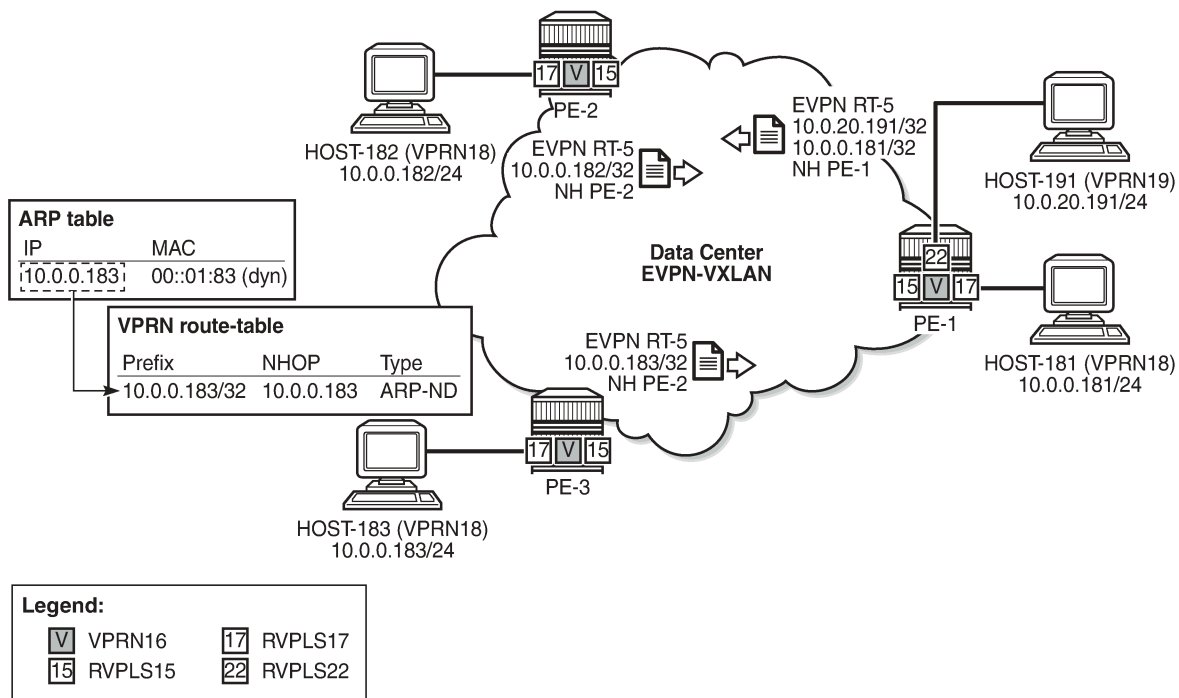 17 V 15
PE-2
HOST-182 (VPRN18)
10.0.0.182/24
EVPN RT-5
10.0.0.182/32
NH PE-2
EVPN RT-5
10.0.20.191/32
10.0.0.181/32
NH PE-1
HOST-191 (VPRN19)
10.0.20.191/24
ARP table
IP MAC
10.0.0.183 00::01:83 (dyn)
Data Center
EVPN-VXLAN
22
15 V 17
PE-1
VPRN route-table
Prefix NHOP Type
10.0.0.183/32 10.0.0.183 ARP-ND
EVPN RT-5
10.0.0.183/32
NH PE-2
HOST-181 (VPRN18)
10.0.0.181/24
17 V 15
PE-3
HOST-183 (VPRN18)
10.0.0.183/24
Legend:
V VPRN16
17 RVPLS17
15 RVPLS15
22 RVPLS22